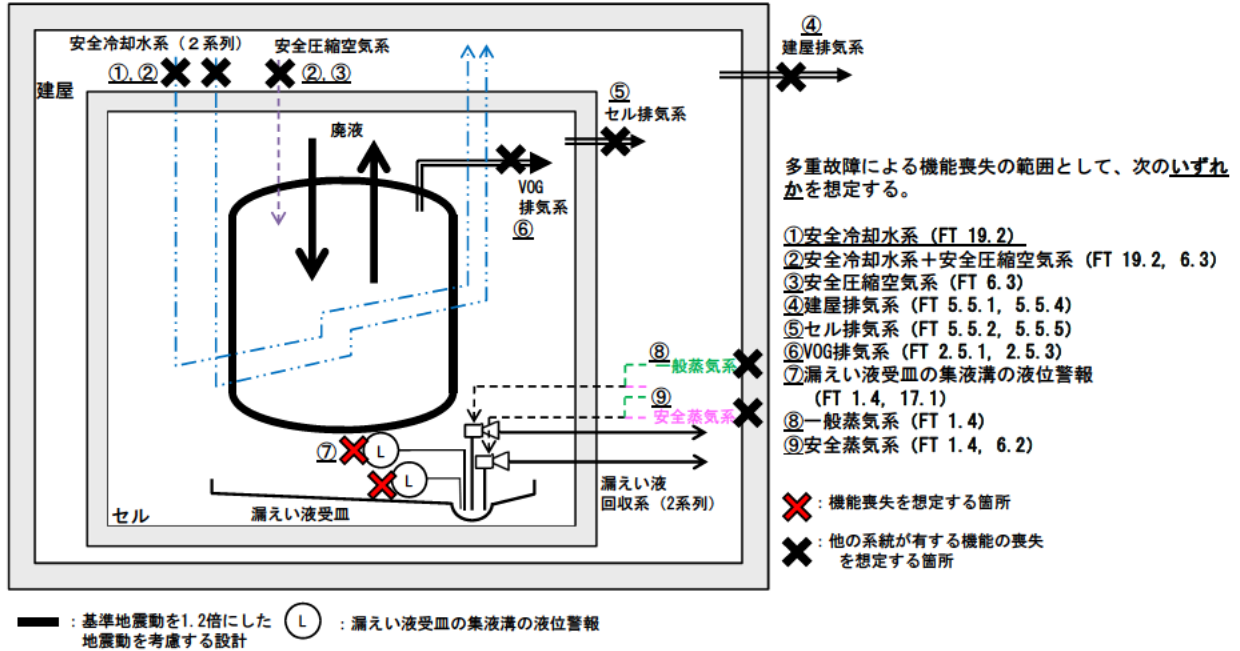 安全冷却水系（２系列）
①，②
安全圧縮空気系
②，③
④
建屋排気系
建屋
⑤
セル排気系
廃液
VOG
排気系
⑥
⑧
一般蒸気系
⑨
安全蒸気系
⑦
L
L
漏えい液
回収系（2系列）
セル
漏えい液受皿
多重故障による機能喪失の範囲として、次のいずれ
かを想定する。
①安全冷却水系（FT 19.2）
②安全冷却水系＋安全圧縮空気系（FT 19.2, 6.3）
③安全圧縮空気系（FT 6.3）
④建屋排気系（FT 5.5.1, 5.5.4）
⑤セル排気系（FT 5.5.2, 5.5.5）
⑥VOG排気系（FT 2.5.1, 2.5.3）
⑦漏えい液受皿の集液溝の液位警報
（FT 1.4, 17.1）
⑧一般蒸気系（FT 1.4）
⑨安全蒸気系（FT 1.4, 6.2）
：機能喪失を想定する箇所
：他の系統が有する機能の喪失
を想定する箇所
：基準地震動を1.2倍にした
地震動を考慮する設計
L
：漏えい液受皿の集液溝の液位警報